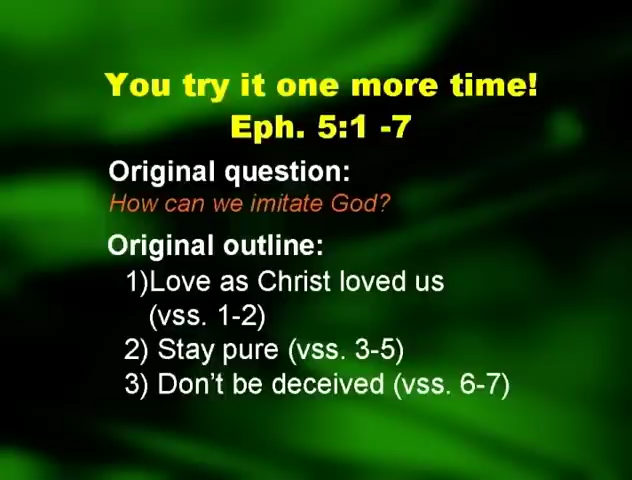 You try it one more time!
Eph. 5:1 -7
Original question:
How can we imitate God?
Original outline:
1)Love as Christ loved us
(vss. 1-2)
2) Stay pure (vss. 3-5)
3) Don't be deceived (vss. 6-7)